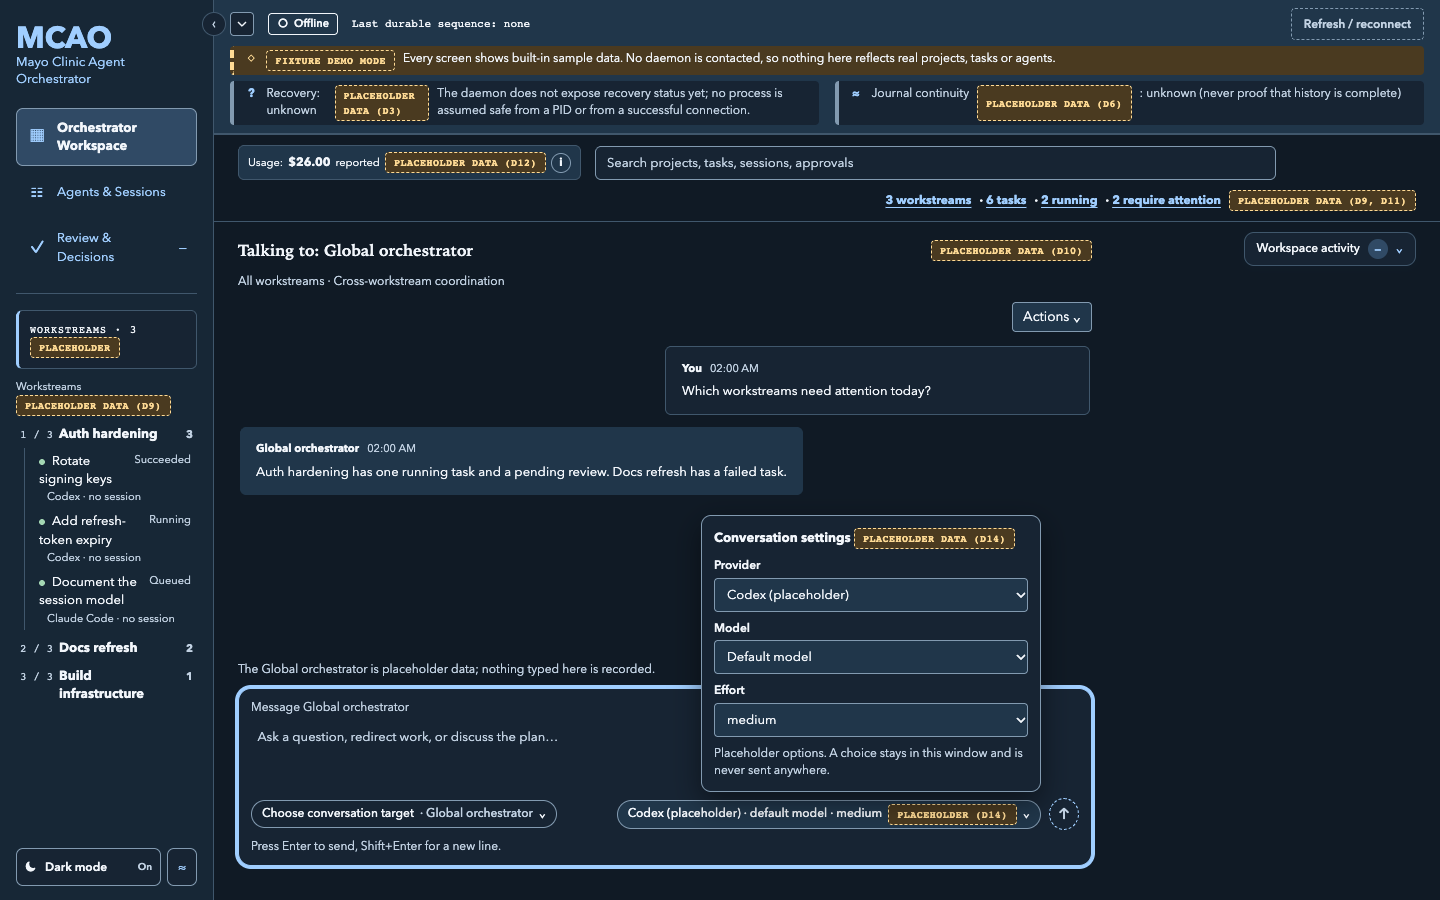 MCAO
Mayo Clinic Agent
Orchestrator
Orchestrator
Workspace
Agents & Sessions
Review &
Decisions
–
WORKSTREAMS · 3
PLACEHOLDER
Workstreams
PLACEHOLDER DATA (D9)
1 / 3 Auth hardening 3
Rotate signing keys Succeeded
Codex · no session
Add refresh-token expiry Running
Codex · no session
Document the session model Queued
Claude Code · no session
2 / 3 Docs refresh 2
3 / 3 Build infrastructure 1
Dark mode On
≈
‹
Offline
Last durable sequence: none
Refresh / reconnect
FIXTURE DEMO MODE Every screen shows built-in sample data. No daemon is contacted, so nothing here reflects real projects, tasks or agents.
? Recovery: unknown
PLACEHOLDER DATA (D3)
The daemon does not expose recovery status yet; no process is
assumed safe from a PID or from a successful connection.
≈ Journal continuity PLACEHOLDER DATA (D6) : unknown (never proof that history is complete)
Usage: $26.00 reported PLACEHOLDER DATA (D12) i
Search projects, tasks, sessions, approvals
3 workstreams · 6 tasks · 2 running · 2 require attention PLACEHOLDER DATA (D9, D11)
Talking to: Global orchestrator
PLACEHOLDER DATA (D10)
Workspace activity –
All workstreams · Cross-workstream coordination
Actions
You 02:00 AM
Which workstreams need attention today?
Global orchestrator 02:00 AM
Auth hardening has one running task and a pending review. Docs refresh has a failed task.
Conversation settings PLACEHOLDER DATA (D14)
Provider
Codex (placeholder)
Model
Default model
Effort
medium
Placeholder options. A choice stays in this window and is
never sent anywhere.
The Global orchestrator is placeholder data; nothing typed here is recorded.
Message Global orchestrator
Ask a question, redirect work, or discuss the plan…
Choose conversation target · Global orchestrator
Codex (placeholder) · default model · medium PLACEHOLDER (D14)
Press Enter to send, Shift+Enter for a new line.